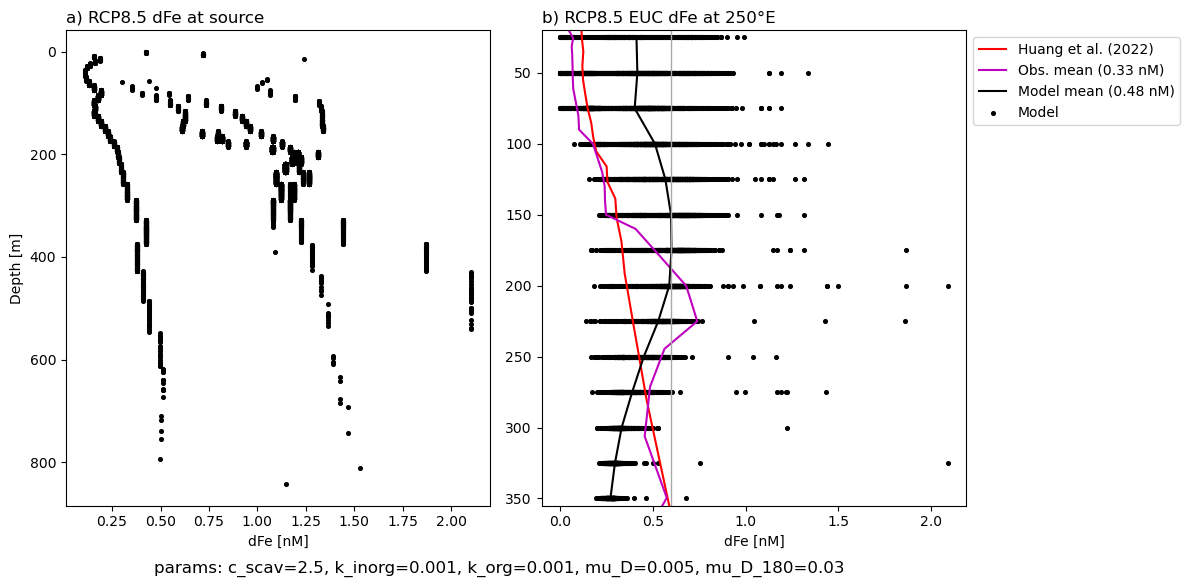 a) RCP8.5 dFe at source
b) RCP8.5 EUC dFe at 250°E
0
200
400
600
800
Depth [m]
0.25
0.50
0.75
1.00
1.25
1.50
1.75
2.00
dFe [nM]
50
100
150
200
250
300
350
0.0
0.5
1.0
1.5
2.0
dFe [nM]
Huang et al. (2022)
Obs. mean (0.33 nM)
Model mean (0.48 nM)
Model
params: c_scav=2.5, k_inorg=0.001, k_org=0.001, mu_D=0.005, mu_D_180=0.03